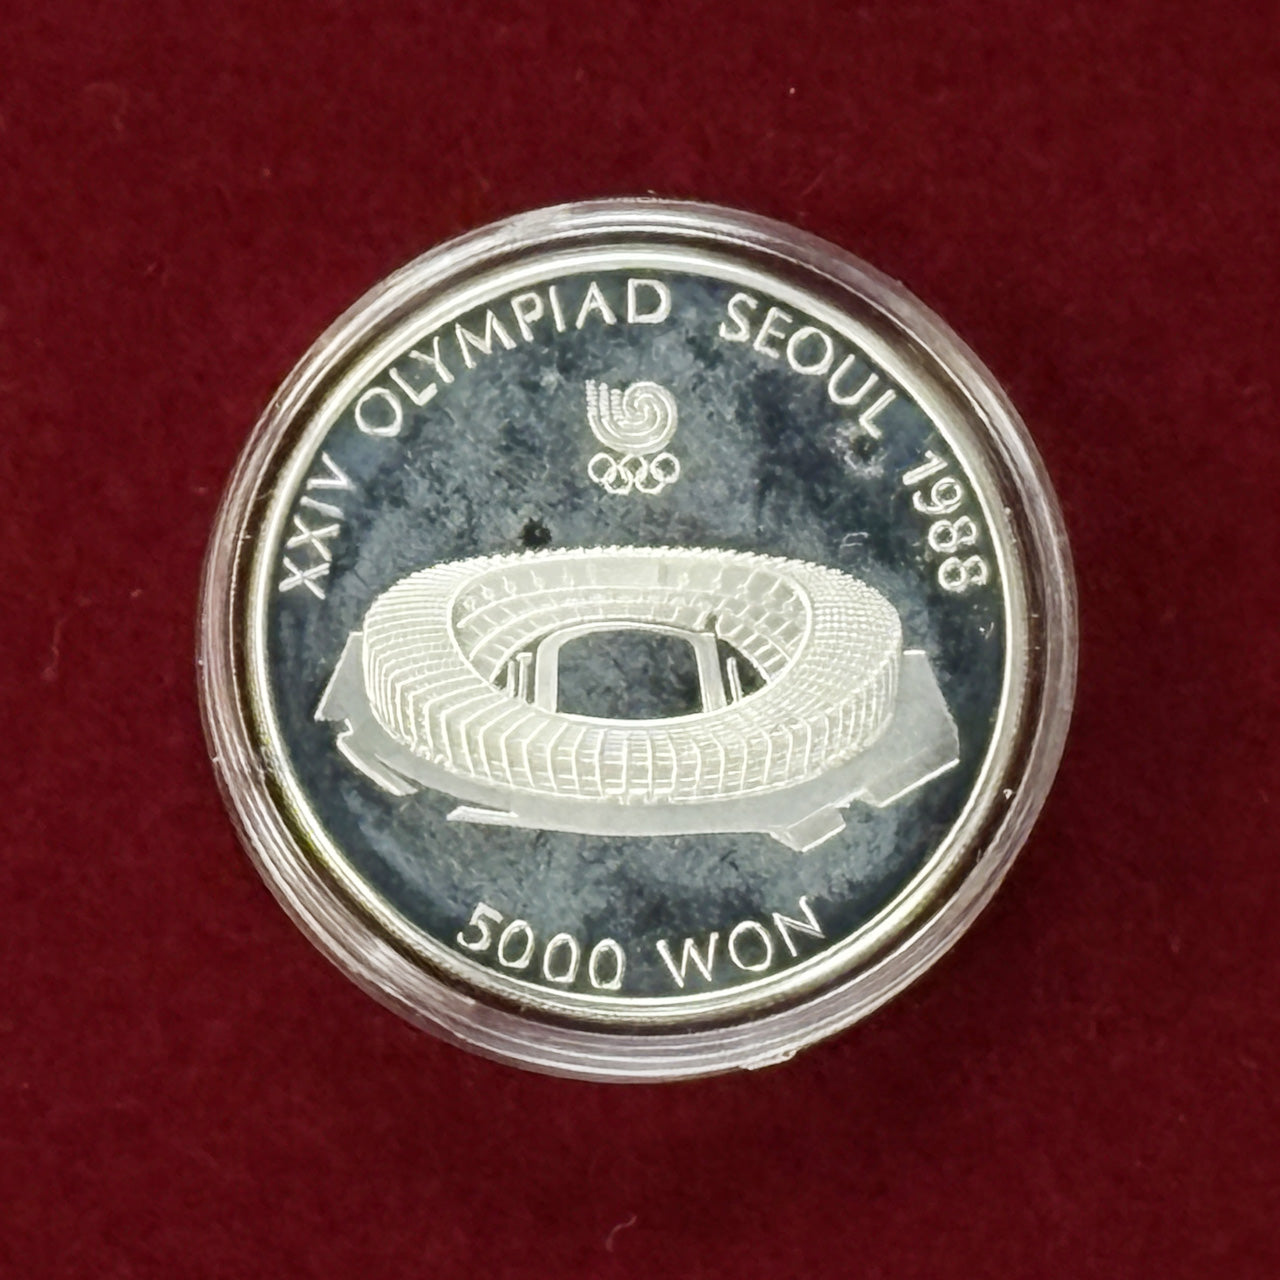 XXIV OLYMPIAD SEOUL 1988
5000 WON